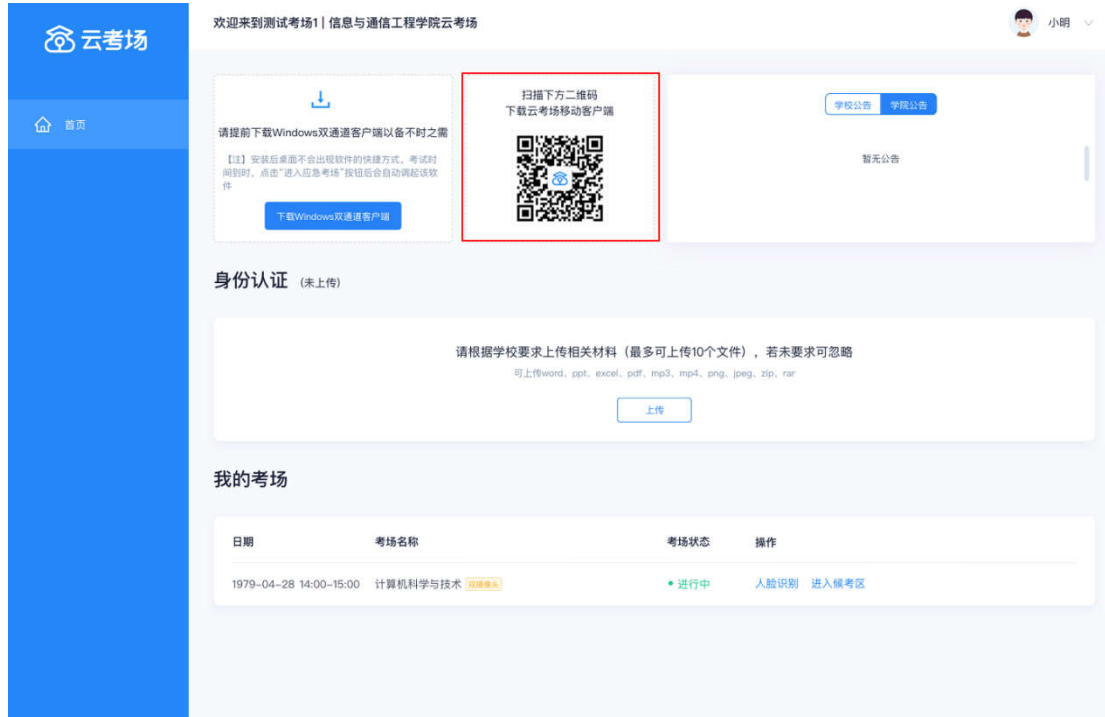 云考场
欢迎来到测试考场1 | 信息与通信工程学院云考场
小明
首页
请提前下载Windows双通道客户端以备不时之需
【注】安装后桌面不会出现软件的快捷方式，考试时
间到时，点击“进入应急考场”按钮后会自动调起该软
件
下载Windows双通道客户端
扫描下方二维码
下载云考场移动客户端
学校公告 学院公告
暂无公告
身份认证 (未上传)
请根据学校要求上传相关材料（最多可上传10个文件），若未要求可忽略
可上传word、ppt、excel、pdf、mp3、mp4、png、jpeg、zip、rar
上传
我的考场
日期 考场名称 考场状态 操作
1979-04-28 14:00-15:00 计算机科学与技术 双摄像头 进行中 人脸识别 进入候考区